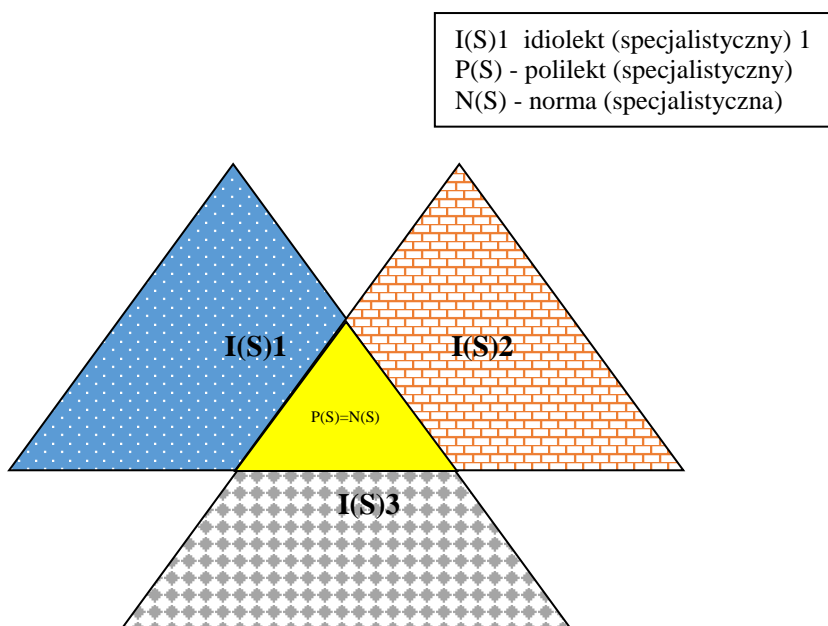 I(S)1 idiolekt (specjalistyczny) 1
P(S) - polilekt (specjalistyczny)
N(S) - norma (specjalistyczna)
I(S)1
I(S)2
P(S)=N(S)
I(S)3